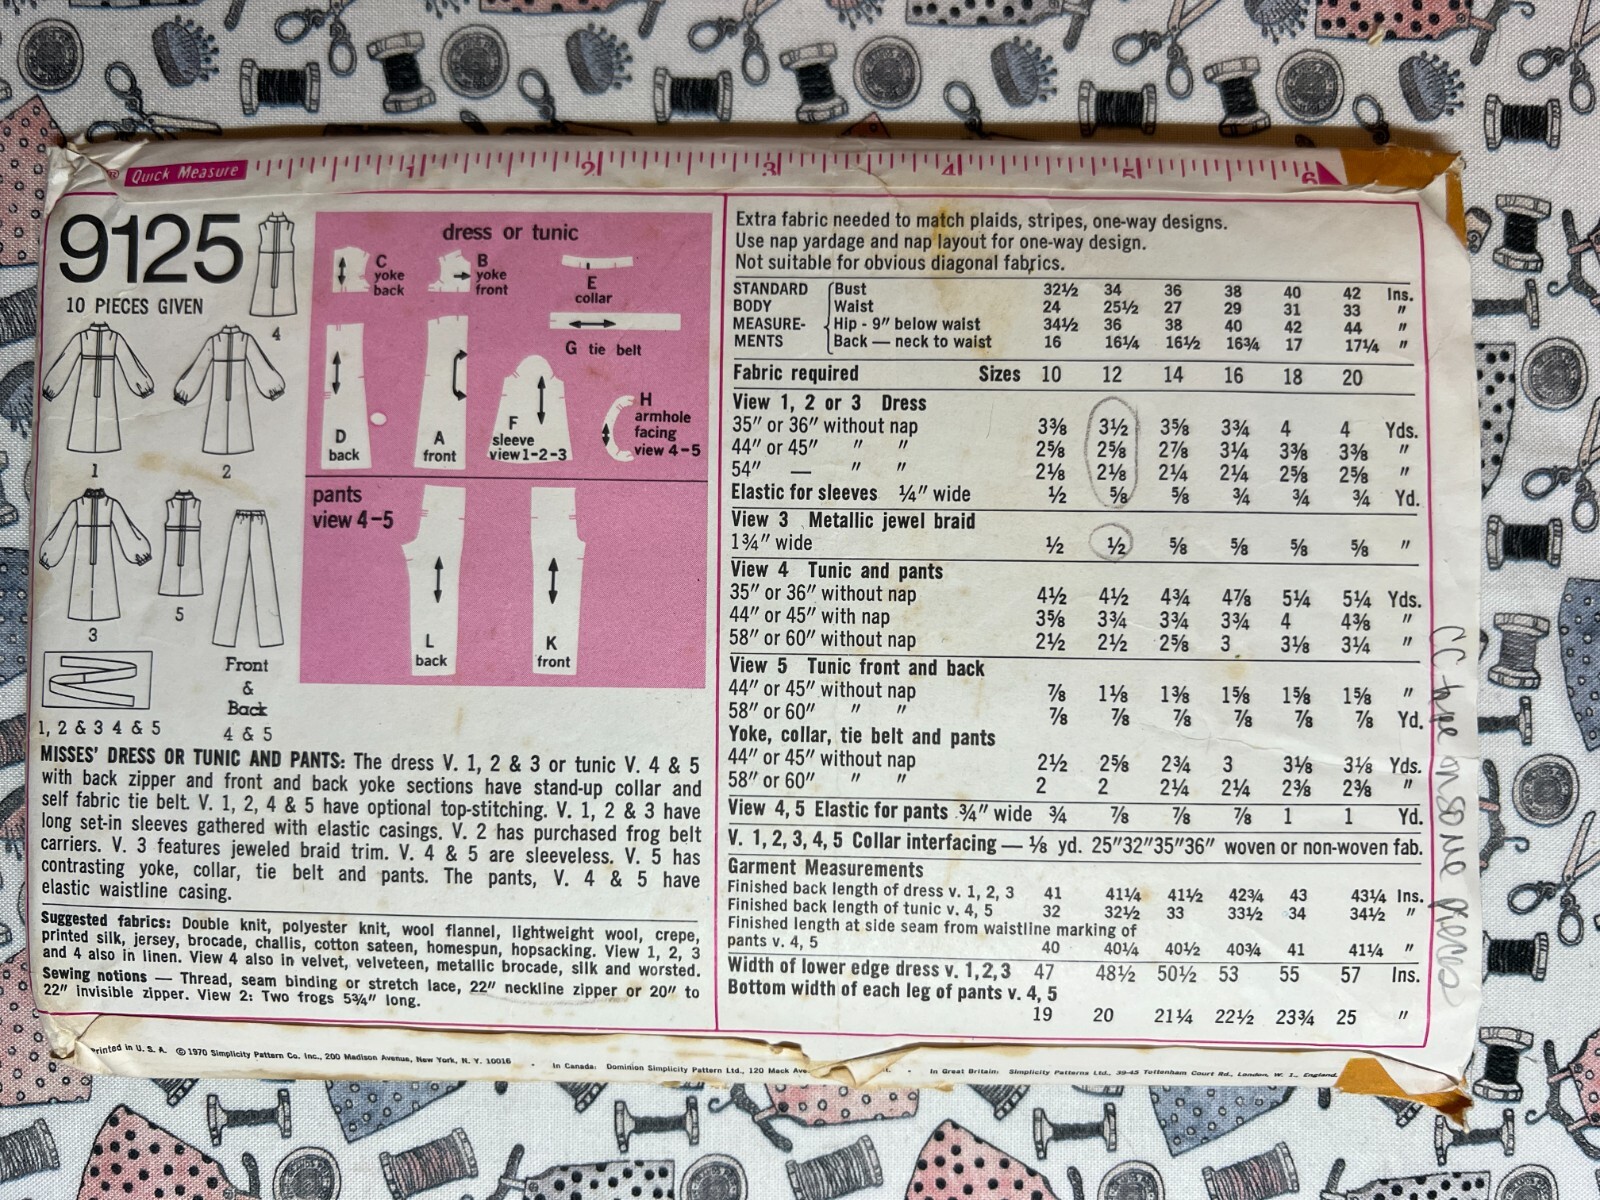 ® Quick Measure 1 2 3 4 5 6
9125
10 PIECES GIVEN
4
1
2
3
5
Front
&
Back
4 & 5
1, 2 & 3 4 & 5
dress or tunic
C
yoke
back
B
yoke
front
E
collar
G tie belt
D
back
A
front
F
sleeve
view 1-2-3
H
armhole
facing
view 4-5
pants
view 4-5
L
back
K
front
MISSES' DRESS OR TUNIC AND PANTS: The dress V. 1, 2 & 3 or tunic V. 4 & 5
with back zipper and front and back yoke sections have stand-up collar and
self fabric tie belt. V. 1, 2, 4 & 5 have optional top-stitching. V. 1, 2 & 3 have
long set-in sleeves gathered with elastic casings. V. 2 has purchased frog belt
carriers. V. 3 features jeweled braid trim. V. 4 & 5 are sleeveless. V. 5 has
contrasting yoke, collar, tie belt and pants. The pants, V. 4 & 5 have
elastic waistline casing.
Suggested fabrics: Double knit, polyester knit, wool flannel, lightweight wool, crepe,
printed silk, jersey, brocade, challis, cotton sateen, homespun, hopsacking. View 1, 2, 3
and 4 also in linen. View 4 also in velvet, velveteen, metallic brocade, silk and worsted.
Sewing notions — Thread, seam binding or stretch lace, 22" neckline zipper or 20" to
22" invisible zipper. View 2: Two frogs 5¾" long.
Extra fabric needed to match plaids, stripes, one-way designs.
Use nap yardage and nap layout for one-way design.
Not suitable for obvious diagonal fabrics.
STANDARD Bust 32½ 34 36 38 40 42 Ins.
BODY Waist 24 25½ 27 29 31 33 "
MEASURE- Hip - 9" below waist 34½ 36 38 40 42 44 "
MENTS Back — neck to waist 16 16¼ 16½ 16¾ 17 17¼ "
Fabric required Sizes 10 12 14 16 18 20
View 1, 2 or 3 Dress
35" or 36" without nap 3⅜ 3½ 3⅝ 3¾ 4 4 Yds.
44" or 45" " " 2⅝ 2⅝ 2⅞ 3¼ 3⅜ 3⅜ "
54" — " " 2⅛ 2⅛ 2¼ 2¼ 2⅝ 2⅝ "
Elastic for sleeves ¼" wide ½ ⅝ ⅝ ¾ ¾ ¾ Yd.
View 3 Metallic jewel braid
1¾" wide ½ ½ ⅝ ⅝ ⅝ ⅝ "
View 4 Tunic and pants
35" or 36" without nap 4½ 4½ 4¾ 4⅞ 5¼ 5¼ Yds.
44" or 45" with nap 3⅝ 3¾ 3¾ 3¾ 4 4⅜ "
58" or 60" without nap 2½ 2½ 2⅝ 3 3⅛ 3¼ "
View 5 Tunic front and back
44" or 45" without nap ⅞ 1⅛ 1⅜ 1⅝ 1⅝ 1⅝ "
58" or 60" " " ⅞ ⅞ ⅞ ⅞ ⅞ ⅞ Yd.
Yoke, collar, tie belt and pants
44" or 45" without nap 2½ 2⅝ 2¾ 3 3⅛ 3⅛ Yds.
58" or 60" " " 2 2 2¼ 2¼ 2⅜ 2⅜ "
View 4, 5 Elastic for pants ¾" wide ¾ ⅞ ⅞ ⅞ 1 1 Yd.
V. 1, 2, 3, 4, 5 Collar interfacing — ⅛ yd. 25"32"35"36" woven or non-woven fab.
Garment Measurements
Finished back length of dress v. 1, 2, 3 41 41¼ 41½ 42¾ 43 43¼ Ins.
Finished back length of tunic v. 4, 5 32 32½ 33 33½ 34 34½ "
Finished length at side seam from waistline marking of
pants v. 4, 5 40 40¼ 40½ 40¾ 41 41¼ "
Width of lower edge dress v. 1,2,3 47 48½ 50½ 53 55 57 Ins.
Bottom width of each leg of pants v. 4, 5
19 20 21¼ 22½ 23¾ 25 "
CC here on some pieces
Printed in U. S. A. © 1970 Simplicity Pattern Co. Inc., 200 Madison Avenue, New York, N. Y. 10016 • In Canada: Dominion Simplicity Pattern Ltd., 120 Mack • In Great Britain: Simplicity Patterns Ltd., 39-45 Tottenham Court Rd., London, W. 1., England.